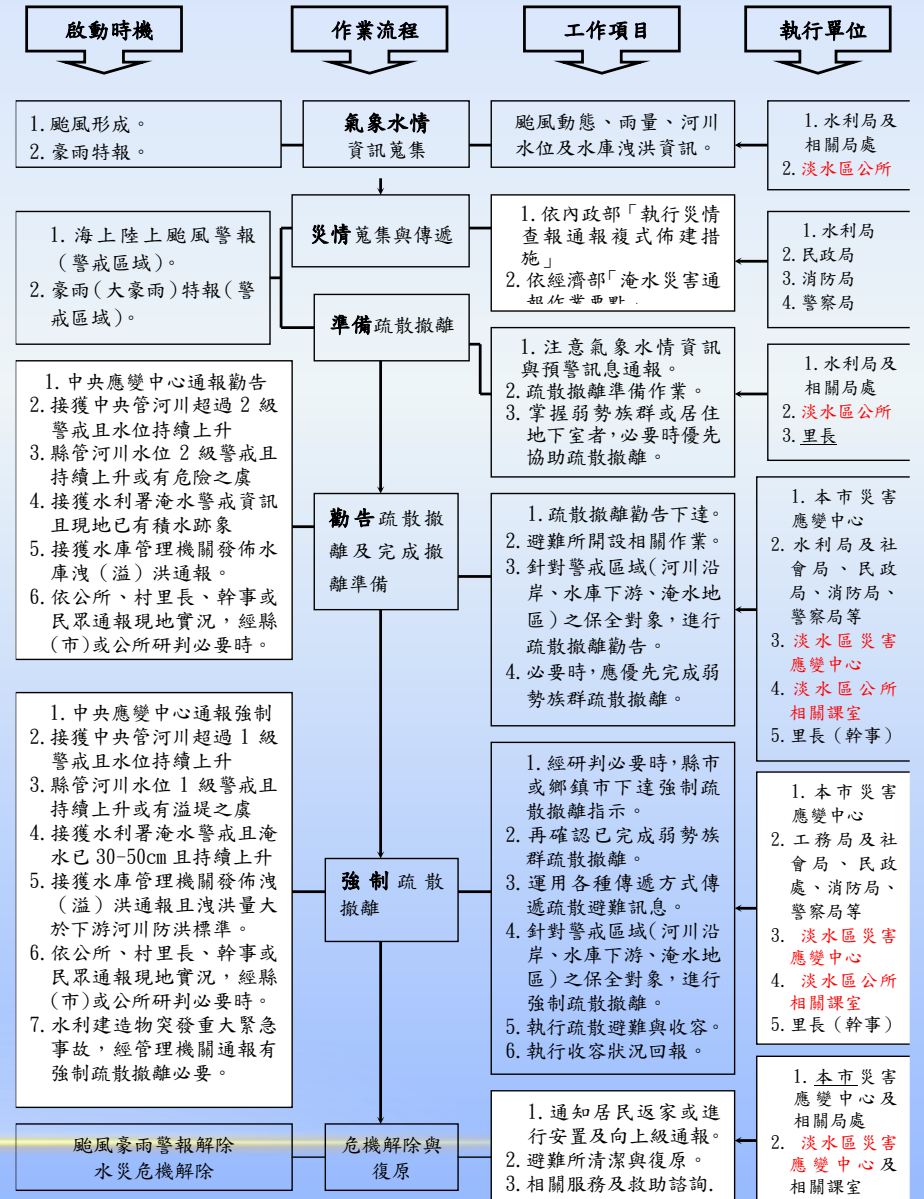 啟動時機
作業流程
工作項目
執行單位
1.颱風形成。
2.豪雨特報。
氣象水情
資訊蒐集
颱風動態、雨量、河川
水位及水庫洩洪資訊。
1.水利局及
相關局處
2.淡水區公所
1.海上陸上颱風警報
(警戒區域)。
2.豪雨(大豪雨)特報(警
戒區域)。
災情蒐集與傳遞
1.依內政部「執行災情
查報通報複式佈建措
施」
2.依經濟部「淹水災害通
報作業要點」
1.水利局
2.民政局
3.消防局
4.警察局
準備疏散撤離
1.注意氣象水情資訊
與預警訊息通報。
2.疏散撤離準備作業。
3.掌握弱勢族群或居住
地下室者,必要時優先
協助疏散撤離。
1.水利局及
相關局處
2.淡水區公所
3.里長
1.中央應變中心通報勸告
2.接獲中央管河川超過 2 級
警戒且水位持續上升
3.縣管河川水位 2 級警戒且
持續上升或有危險之虞
4.接獲水利署淹水警戒資訊
且現地已有積水跡象
5.接獲水庫管理機關發佈水
庫洩(溢)洪通報。
6.依公所、村里長、幹事或
民眾通報現地實況,經縣
(市)或公所研判必要時。
勸告疏散撤
離及完成撤
離準備
1.疏散撤離勸告下達。
2.避難所開設相關作業。
3.針對警戒區域(河川沿
岸、水庫下游、淹水地
區)之保全對象,進行
疏散撤離勸告。
4.必要時,應優先完成弱
勢族群疏散撤離。
1.本市災害
應變中心
2.水利局及社
會局、民政
局、消防局、
警察局等
3.淡水區災害
應變中心
4.淡水區公所
相關課室
5.里長(幹事)
1.中央應變中心通報強制
2.接獲中央管河川超過 1 級
警戒且水位持續上升
3.縣管河川水位 1 級警戒且
持續上升或有溢堤之虞
4.接獲水利署淹水警戒且淹
水已 30-50cm 且持續上升
5.接獲水庫管理機關發佈洩
(溢)洪通報且洩洪量大
於下游河川防洪標準。
6.依公所、村里長、幹事或
民眾通報現地實況,經縣
(市)或公所研判必要時。
7.水利建造物突發重大緊急
事故,經管理機關通報有
強制疏散撤離必要。
強制疏散
撤離
1.經研判必要時,縣市
或鄉鎮市下達強制疏
散撤離指示。
2.再確認已完成弱勢族
群疏散撤離。
3.運用各種傳遞方式傳
遞疏散避難訊息。
4.針對警戒區域(河川沿
岸、水庫下游、淹水地
區)之保全對象,進行
強制疏散撤離。
5.執行疏散避難與收容。
6.執行收容狀況回報。
1.本市災害
應變中心
2.工務局及社
會局、民政
處、消防局、
警察局等
3. 淡水區災害
應變中心
4. 淡水區公所
相關課室
5.里長(幹事)
颱風豪雨警報解除
水災危機解除
危機解除與
復原
1.通知居民返家或進
行安置及向上級通報。
2.避難所清潔與復原。
3.相關服務及救助諮詢.
1.本市災害
應變中心及
相關局處
2. 淡水區災害
應變中心及
相關課室